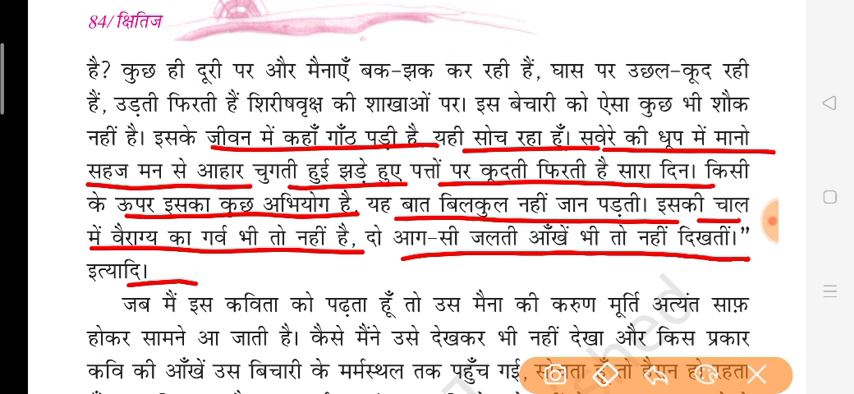 84/क्षितिज
है? कुछ ही दूरी पर और मैनाएँ बक-झक कर रही हैं, घास पर उछल-कूद रही
हैं, उड़ती फिरती हैं शिरीषवृक्ष की शाखाओं पर। इस बेचारी को ऐसा कुछ भी शौक
नहीं है। इसके जीवन में कहाँ गाँठ पड़ी है, यही सोच रहा हूँ। सवेरे की धूप में मानो
सहज मन से आहार चुगती हुई झड़े हुए पत्तों पर कूदती फिरती है सारा दिन। किसी
के ऊपर इसका कुछ अभियोग है, यह बात बिलकुल नहीं जान पड़ती। इसकी चाल
में वैराग्य का गर्व भी तो नहीं है, दो आग-सी जलती आँखें भी तो नहीं दिखतीं।”
इत्यादि।
जब मैं इस कविता को पढ़ता हूँ तो उस मैना की करुण मूर्ति अत्यंत साफ़
होकर सामने आ जाती है। कैसे मैंने उसे देखकर भी नहीं देखा और किस प्रकार
कवि की आँखें उस बिचारी के मर्मस्थल तक पहुँच गईं,